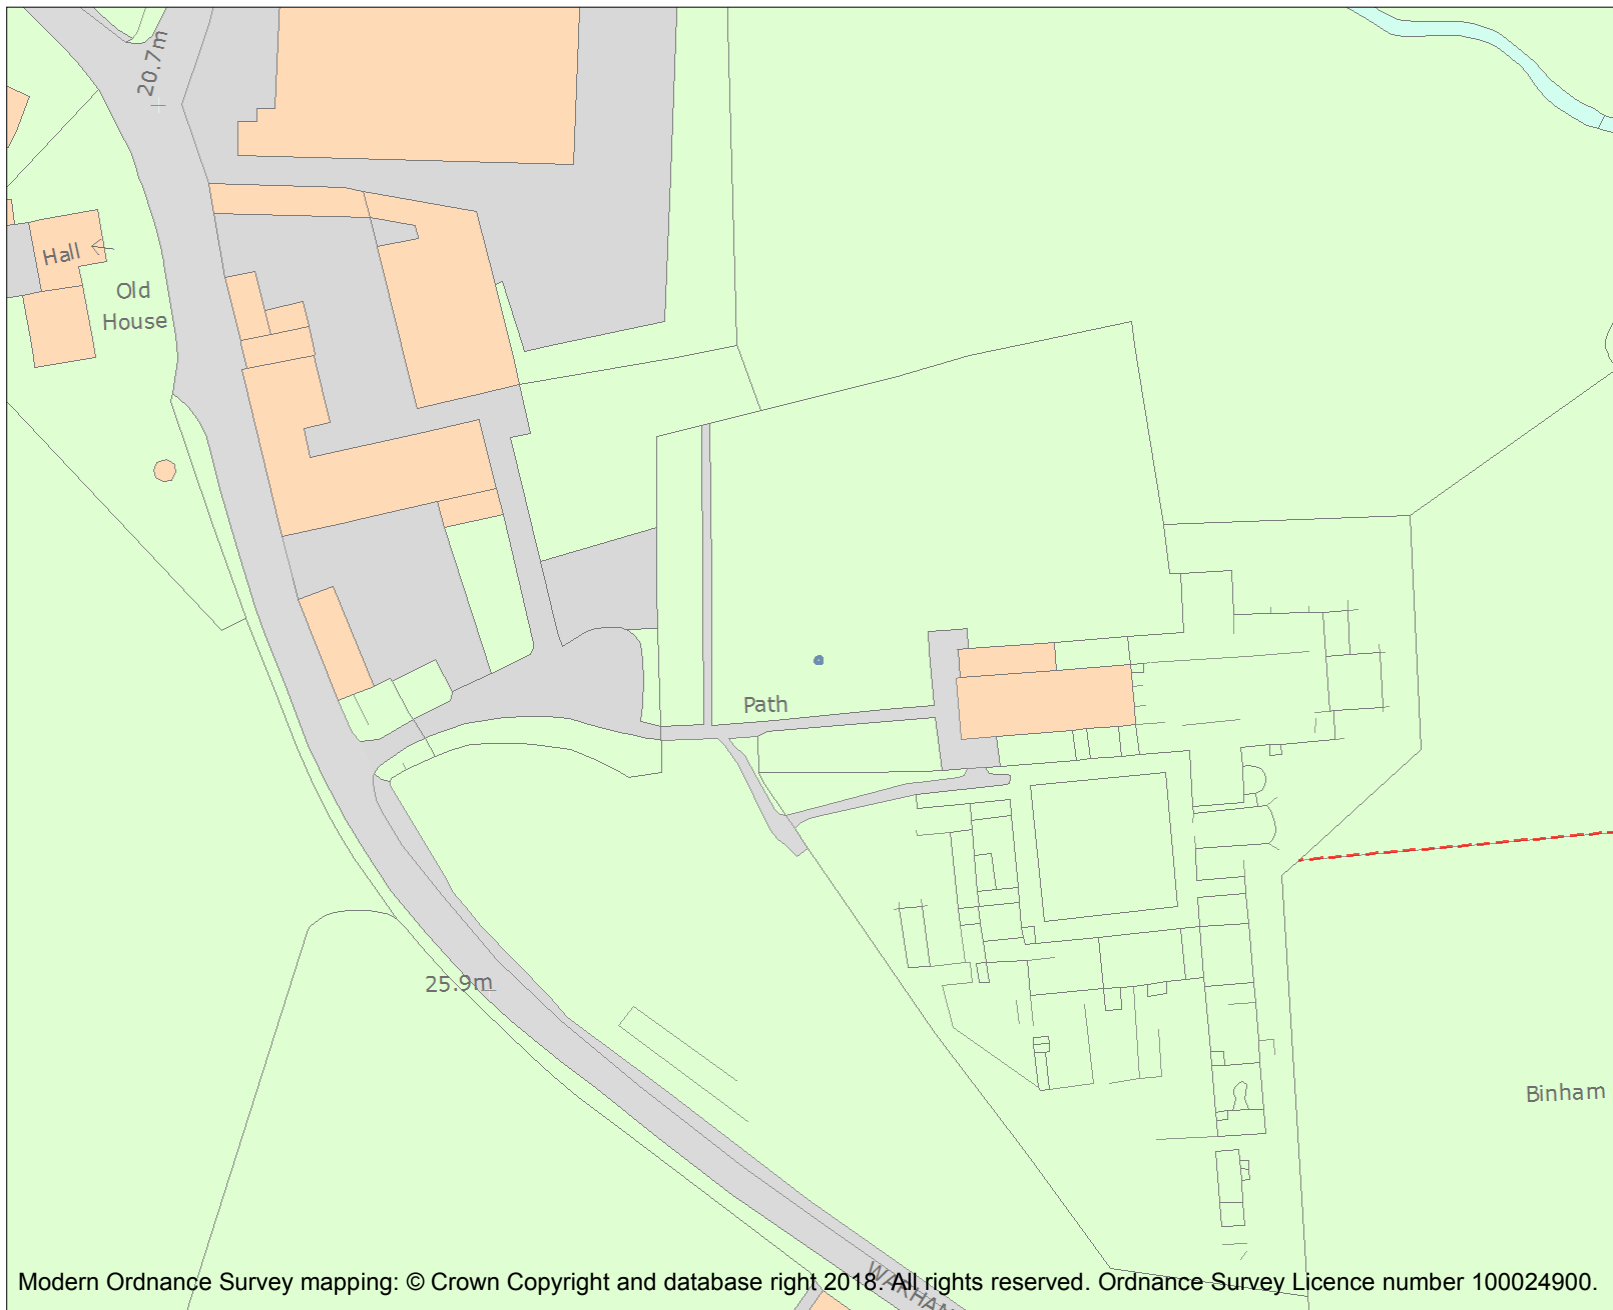 20.7m
Hall
Old
House
Path
25.9m
Binham
WARHAM
Modern Ordnance Survey mapping: © Crown Copyright and database right 2018. All rights reserved. Ordnance Survey Licence number 100024900.